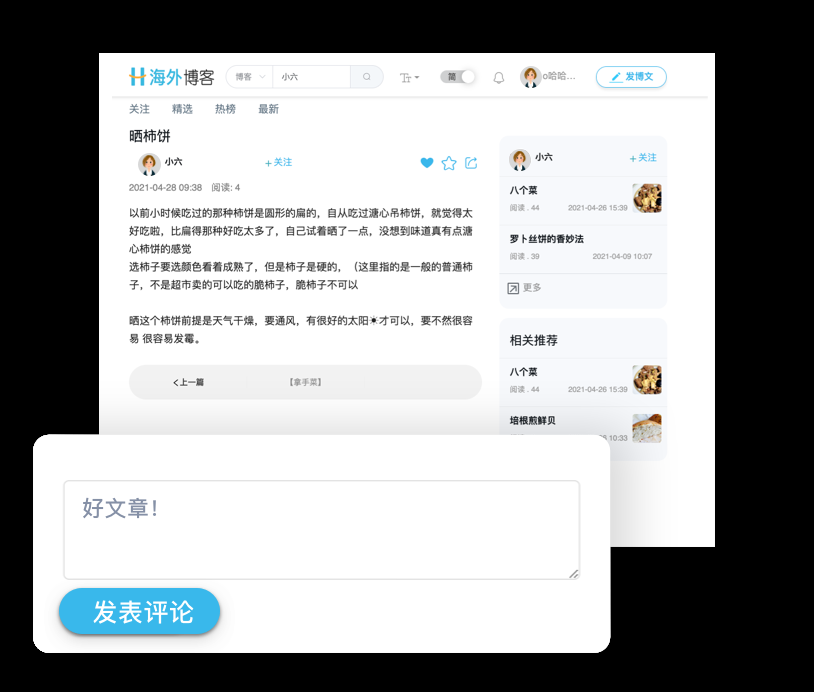 海外博客 博客 小六 简 o哈哈... 发博文
关注 精选 热榜 最新
晒柿饼
小六 +关注
2021-04-28 09:38 阅读: 4
以前小时候吃过的那种柿饼是圆形的扁的，自从吃过溏心吊柿饼，就觉得太
好吃啦，比扁得那种好吃太多了，自己试着晒了一点，没想到味道真有点溏
心柿饼的感觉
选柿子要选颜色看着成熟了，但是柿子是硬的，（这里指的是一般的普通柿
子，不是超市卖的可以吃的脆柿子，脆柿子不可以
晒这个柿饼前提是天气干燥，要通风，有很好的太阳☀才可以，要不然很容
易 很容易发霉。
<上一篇 【拿手菜】
小六 +关注
八个菜
阅读 . 44 2021-04-26 15:39
罗卜丝饼的香妙法
阅读 . 39 2021-04-09 10:07
更多
相关推荐
八个菜
阅读 . 44 2021-04-26 15:39
培根煎鲜贝
10:33
好文章!
发表评论